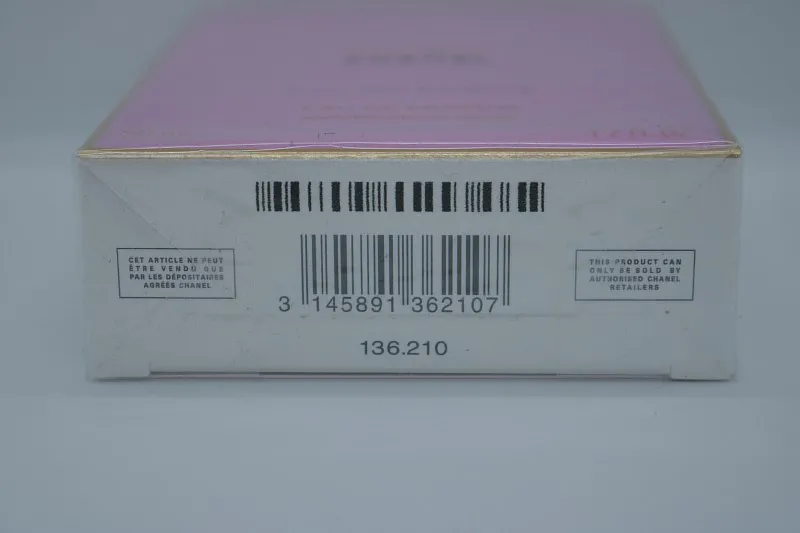 CET ARTICLE NE PEUT
ÊTRE VENDU QUE
PAR LES DÉPOSITAIRES
AGRÉÉS CHANEL
3 145891 362107
136.210
THIS PRODUCT CAN
ONLY BE SOLD BY
AUTHORISED CHANEL
RETAILERS